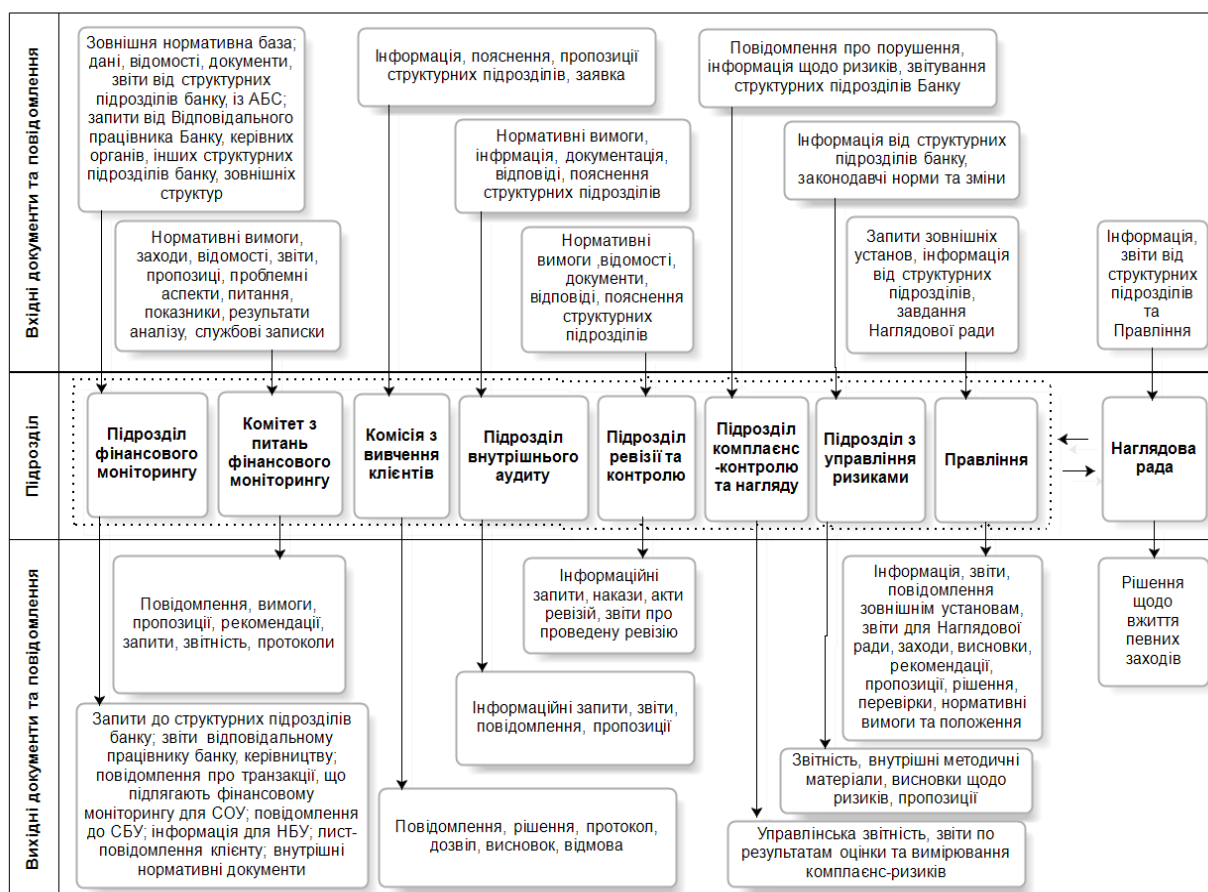 Вхідні документи та повідомлення
Зовнішня нормативна база;
дані, відомості, документи,
звіти від структурних
підрозділів банку, із АБС;
запити від Відповідального
працівника Банку, керівних
органів, інших структурних
підрозділів банку, зовнішніх
структур
Інформація, пояснення, пропозиції
структурних підрозділів, заявка
Повідомлення про порушення,
інформація щодо ризиків, звітування
структурних підрозділів Банку
Нормативні вимоги,
інфрмація, документація,
відповіді, пояснення
структурних підрозділів
Інформація від структурних
підрозділів банку,
законодавчі норми та зміни
Нормативні вимоги,
заходи, відомості, звіти,
пропозиці, проблемні
аспекти, питання,
показники, результати
аналізу, службові записки
Нормативні
вимоги ,відомості,
документи,
відповіді, пояснення
структурних
підрозділів
Запити зовнішніх
установ, інформація
від структурних
підрозділів,
завдання
Наглядової ради
Інформація,
звіти від
структурних
підрозділів
та
Правління
Підрозділ
Підрозділ
фінансового
моніторингу
Комітет з
питань
фінансового
моніторингу
Комісія з
вивчення
клієнтів
Підрозділ
внутрішнього
аудиту
Підрозділ
ревізії та
контролю
Підрозділ
комплаєнс
-контролю
та нагляду
Підрозділ з
управління
ризиками
Правління
Наглядова
рада
Вихідні документи та повідомлення
Повідомлення, вимоги,
пропозиції, рекомендації,
запити, звітність, протоколи
Інформаційні
запити, накази, акти
ревізій, звіти про
проведену ревізію
Інформація, звіти,
повідомлення
зовнішнім установам,
звіти для Наглядової
ради, заходи, висновки,
рекомендації,
пропозиції, рішення,
перевірки, нормативні
вимоги та положення
Рішення
щодо
вжиття
певних
заходів
Запити до структурних підрозділів
банку; звіти відповідальному
працівнику банку, керівництву;
повідомлення про транзакції, що
підлягають фінансовому
моніторингу для СОУ; повідомлення
до СБУ; інформація для НБУ; лист-
повідомлення клієнту; внутрішні
нормативні документи
Інформаційні запити, звіти,
повідомлення, пропозиції
Звітність, внутрішні методичні
матеріали, висновки щодо
ризиків, пропозиції
Повідомлення, рішення, протокол,
дозвіл, висновок, відмова
Управлінська звітність, звіти по
результатам оцінки та вимірювання
комплаєнс-ризиків